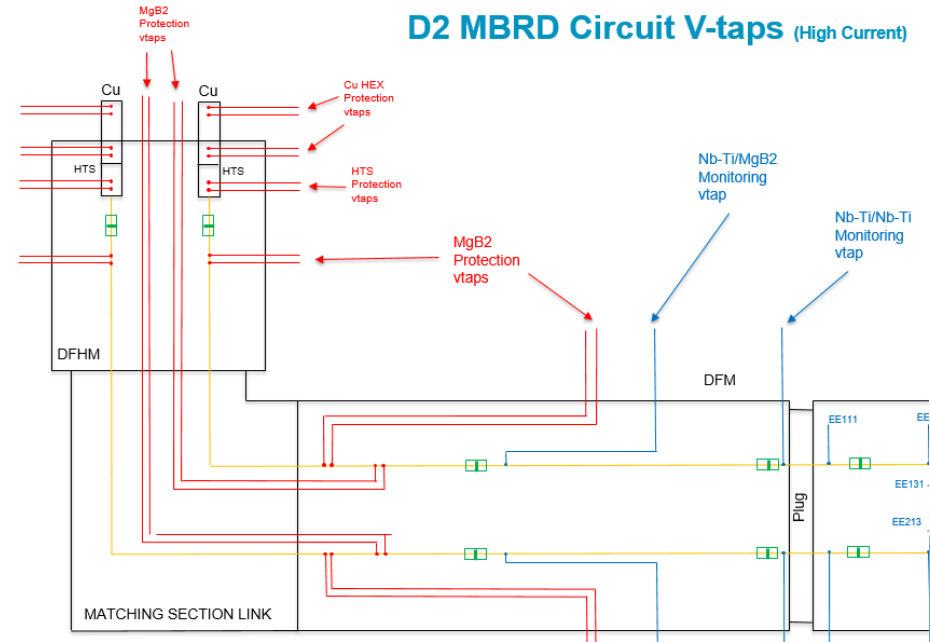 D2 MBRD Circuit V-taps (High Current)
MgB2
Protection
vtaps
Cu
Cu
Cu HEX
Protection
vtaps
HTS
HTS
HTS
Protection
vtaps
Nb-Ti/MgB2
Monitoring
vtap
Nb-Ti/Nb-Ti
Monitoring
vtap
MgB2
Protection
vtaps
DFHM
DFM
EE111
EE
EE131
Plug
EE213
MATCHING SECTION LINK